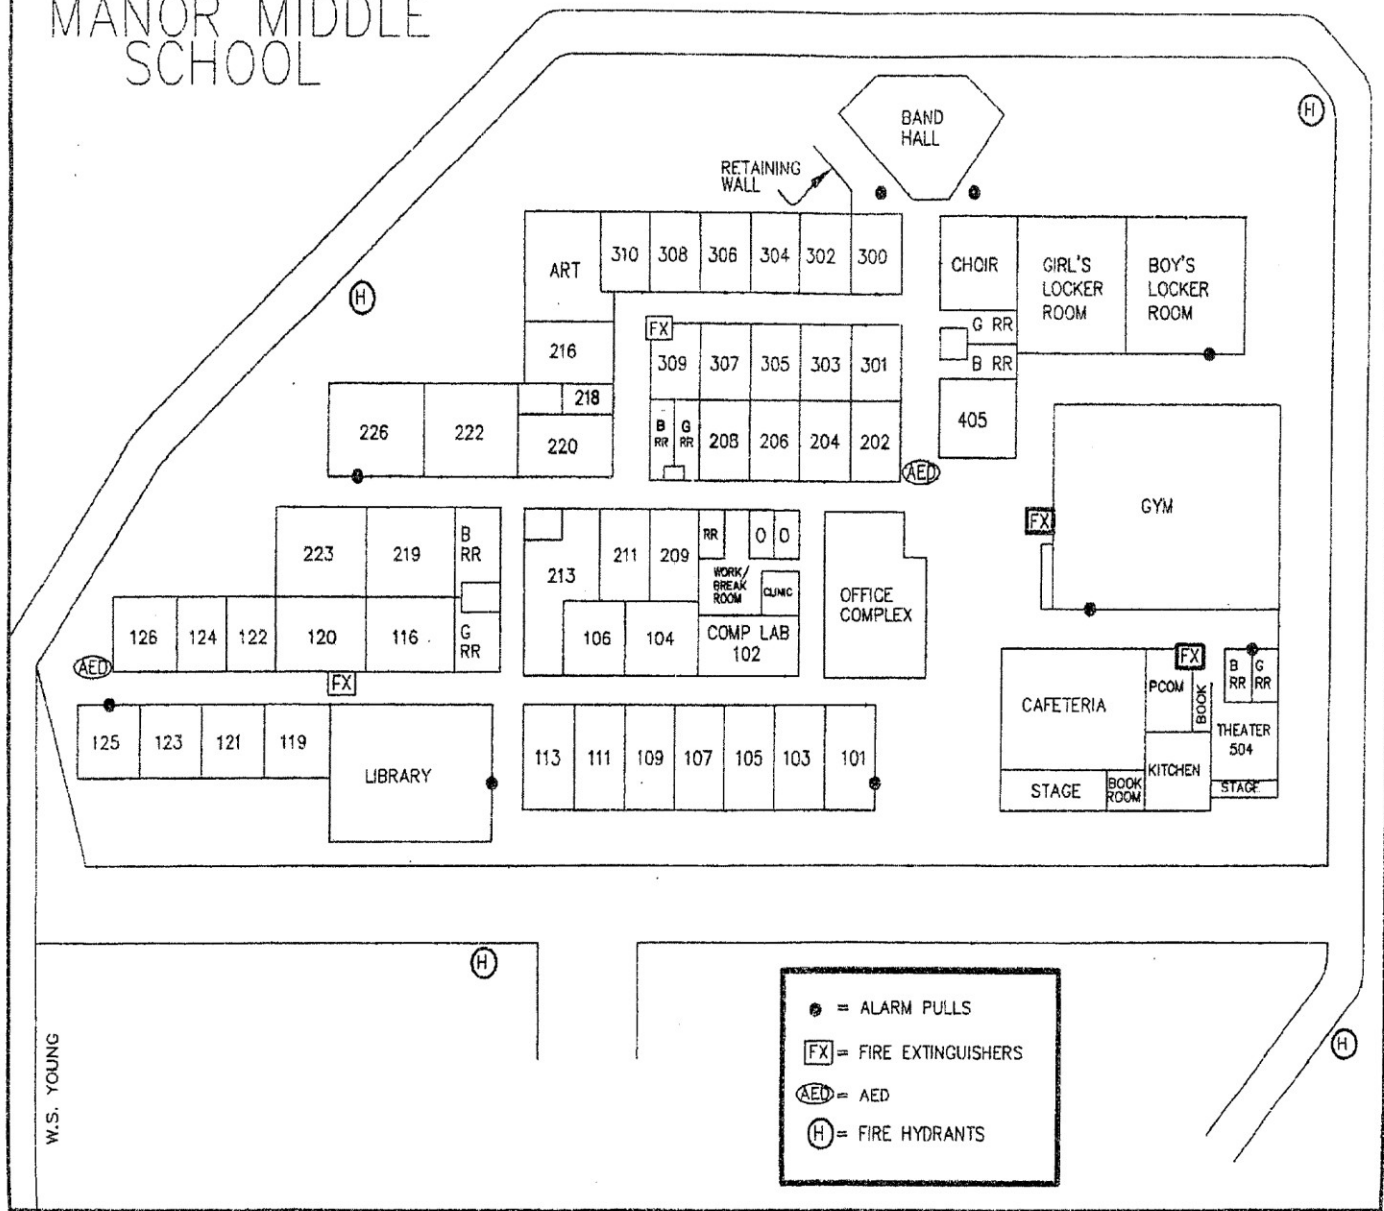 MANOR MIDDLE
SCHOOL
H
BAND
HALL
RETAINING
WALL
ART
310 308 306 304 302 300
CHOIR
GIRL'S
LOCKER
ROOM
BOY'S
LOCKER
ROOM
H
FX
G RR
B RR
216
309 307 305 303 301
218
226 222 220
B
RR
G
RR
208 206 204 202
405
AED
GYM
FX
223 219
B
RR
213 211 209
RR
O O
WORK/
BREAK
ROOM
CLINIC
OFFICE
COMPLEX
126 124 122 120 116
G
RR
106 104
COMP LAB
102
AED
FX
FX
B
RR
G
RR
CAFETERIA
PCOM
BOOK
125 123 121 119
LIBRARY
113 111 109 107 105 103 101
THEATER
504
KITCHEN
STAGE
BOOK
ROOM
STAGE
H
W.S. YOUNG
= ALARM PULLS
FX = FIRE EXTINGUISHERS
AED = AED
H = FIRE HYDRANTS
H